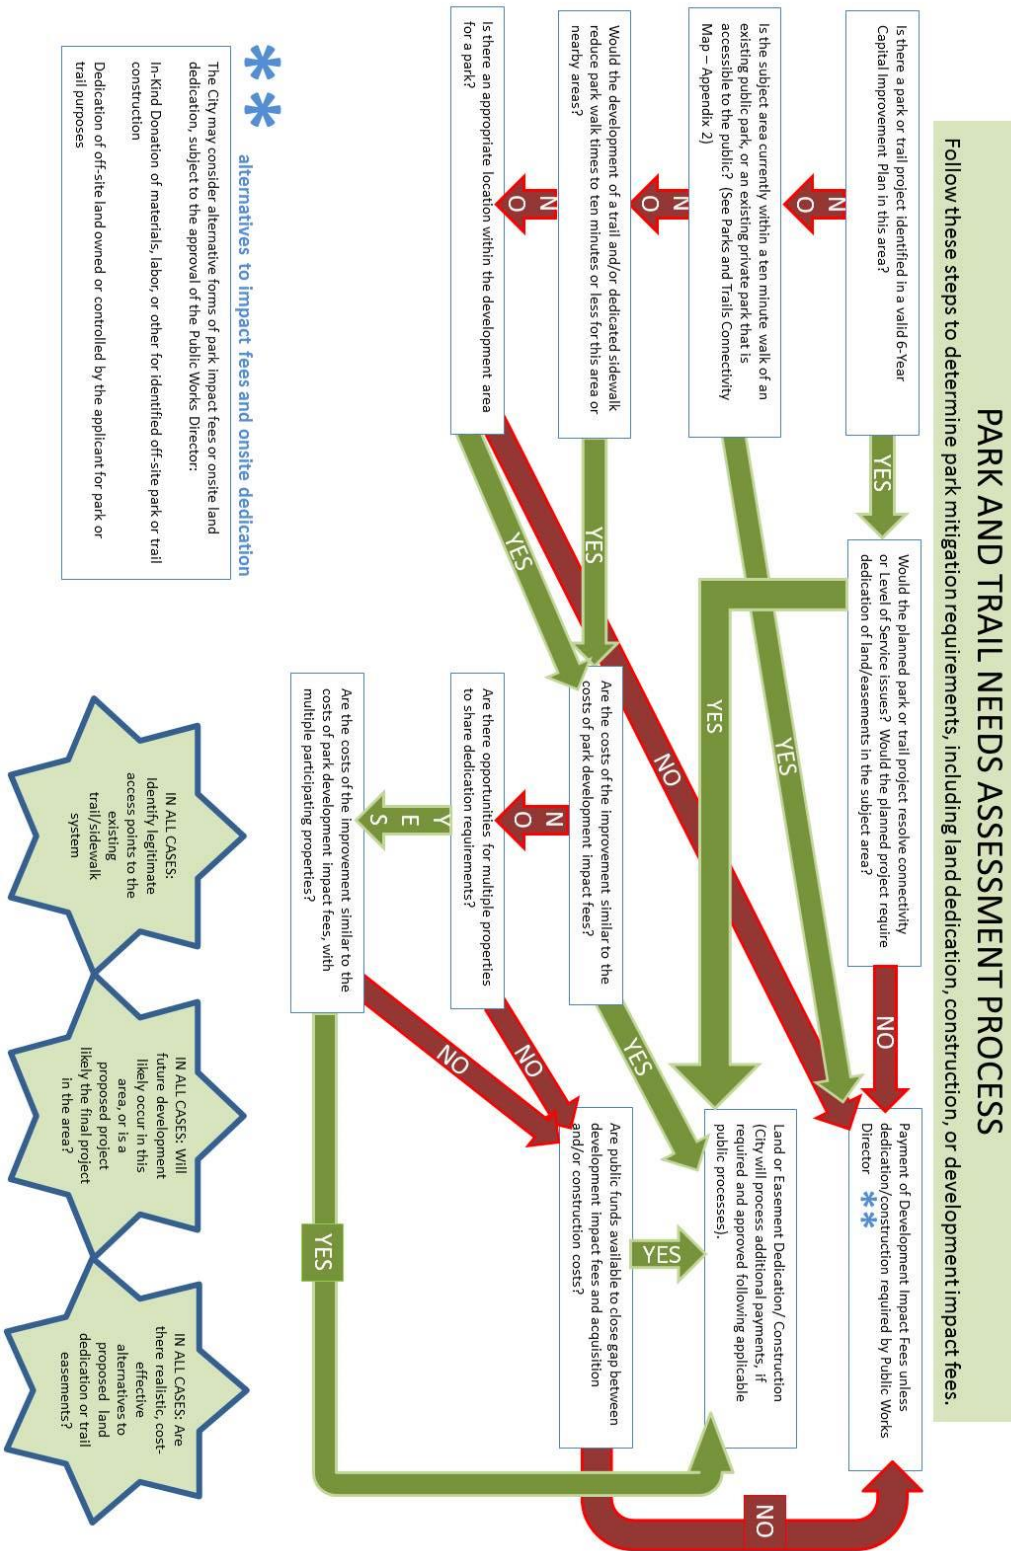 PARK AND TRAIL NEEDS ASSESSMENT PROCESS
Follow these steps to determine park mitigation requirements, including land dedication, construction, or development impact fees.
Is there a park or trail project identified in a valid 6-Year
Capital Improvement Plan in this area?
YES
NO
Would the planned park or trail project resolve connectivity
or Level of Service issues? Would the planned project require
dedication of land/easements in the subject area?
NO
YES
Payment of Development Impact Fees unless
dedication/construction required by Public Works
Director **
Is the subject area currently within a ten minute walk of an
existing public park, or an existing private park that is
accessible to the public? (See Parks and Trails Connectivity
Map – Appendix 2)
YES
NO
Land or Easement Dedication/ Construction
(City will process additional payments, if
required and approved following applicable
public processes).
Would the development of a trail and/or dedicated sidewalk
reduce park walk times to ten minutes or less for this area or
nearby areas?
YES
NO
Are the costs of the improvement similar to the
costs of park development impact fees?
YES
NO
Are public funds available to close gap between
development impact fees and acquisition
and/or construction costs?
YES
NO
Is there an appropriate location within the development area
for a park?
YES
NO
Are there opportunities for multiple properties
to share dedication requirements?
NO
YES
Are the costs of the improvement similar to the
costs of park development impact fees, with
multiple participating properties?
NO
YES
** alternatives to impact fees and onsite dedication
The City may consider alternative forms of park impact fees or onsite land
dedication, subject to the approval of the Public Works Director:
In-Kind Donation of materials, labor, or other for identified off-site park or trail
construction
Dedication of off-site land owned or controlled by the applicant for park or
trail purposes
IN ALL CASES:
Identify legitimate
access points to the
existing
trail/sidewalk
system
IN ALL CASES: Will
future development
likely occur in this
area, or is a
proposed project
likely the final project
in the area?
IN ALL CASES: Are
there realistic, cost-
effective
alternatives to
proposed land
dedication or trail
easements?